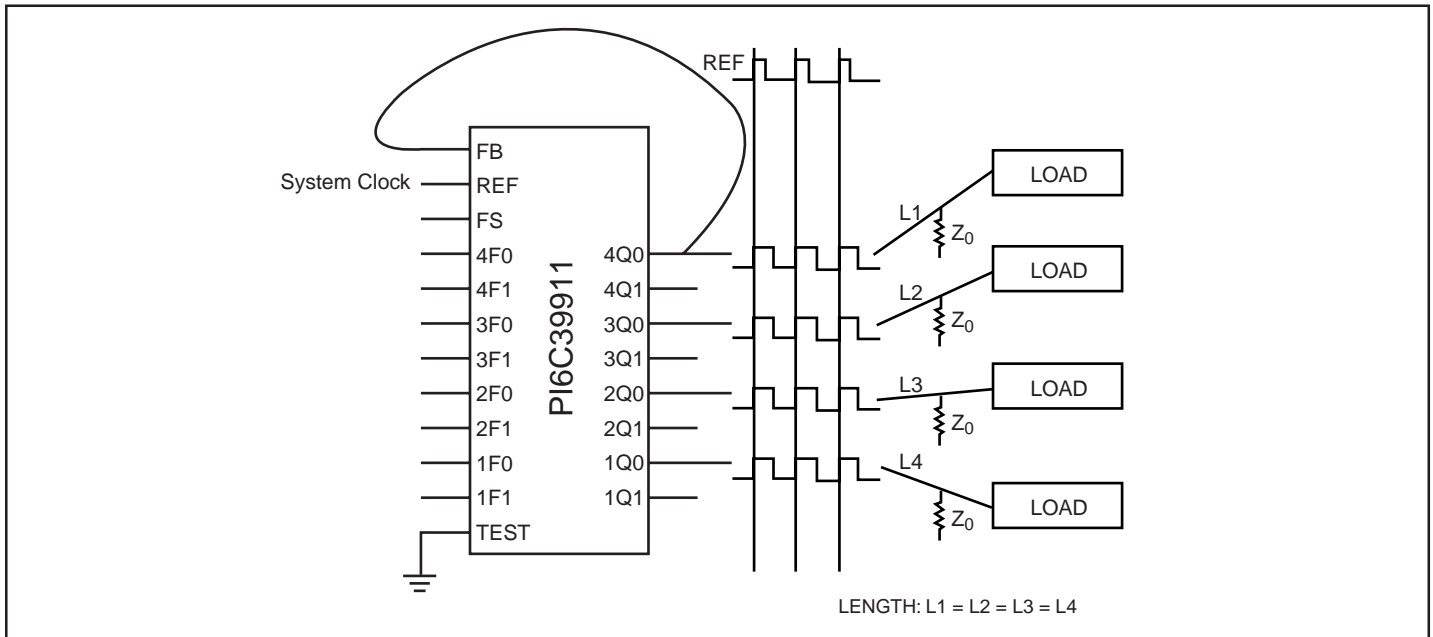 REF
System Clock
FB
REF
FS
4F0
4F1
3F0
3F1
2F0
2F1
1F0
1F1
TEST
PI6C39911
4Q0
4Q1
3Q0
3Q1
2Q0
2Q1
1Q0
1Q1
L1
Z0
LOAD
L2
Z0
LOAD
L3
Z0
LOAD
L4
Z0
LOAD
LENGTH: L1 = L2 = L3 = L4